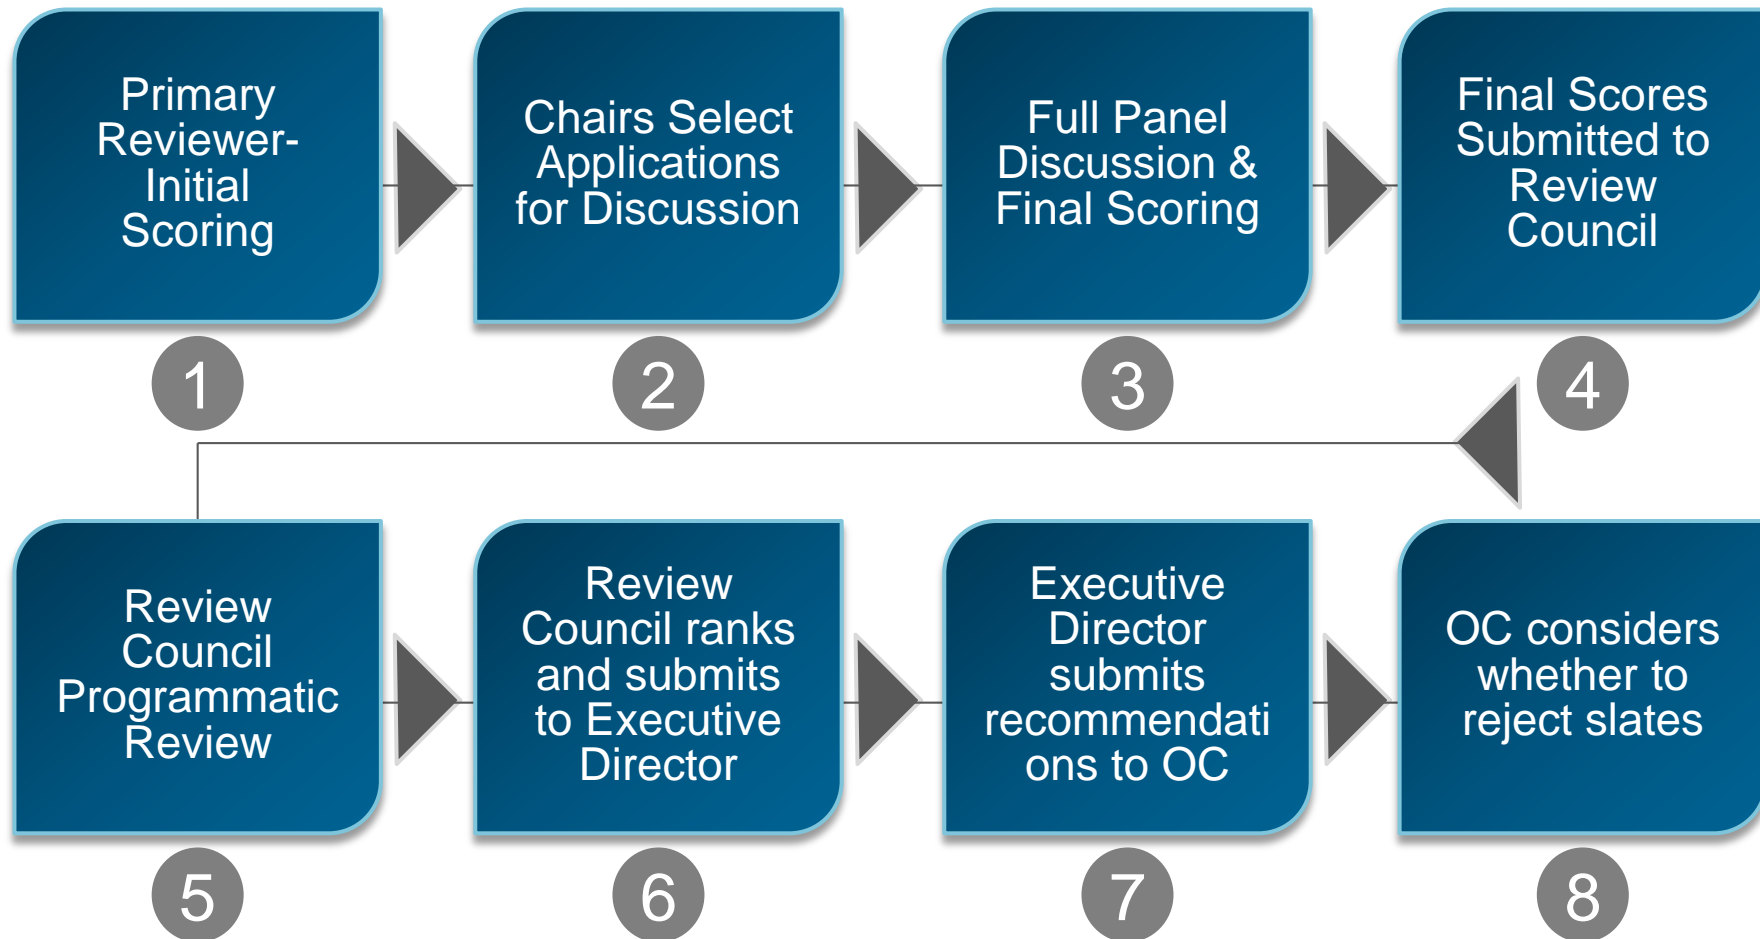 Primary
Reviewer-
Initial
Scoring
Chairs Select
Applications
for Discussion
Full Panel
Discussion &
Final Scoring
Final Scores
Submitted to
Review
Council
1
2
3
4
Review
Council
Programmatic
Review
Review
Council ranks
and submits
to Executive
Director
Executive
Director
submits
recommendati
ons to OC
OC considers
whether to
reject slates
5
6
7
8